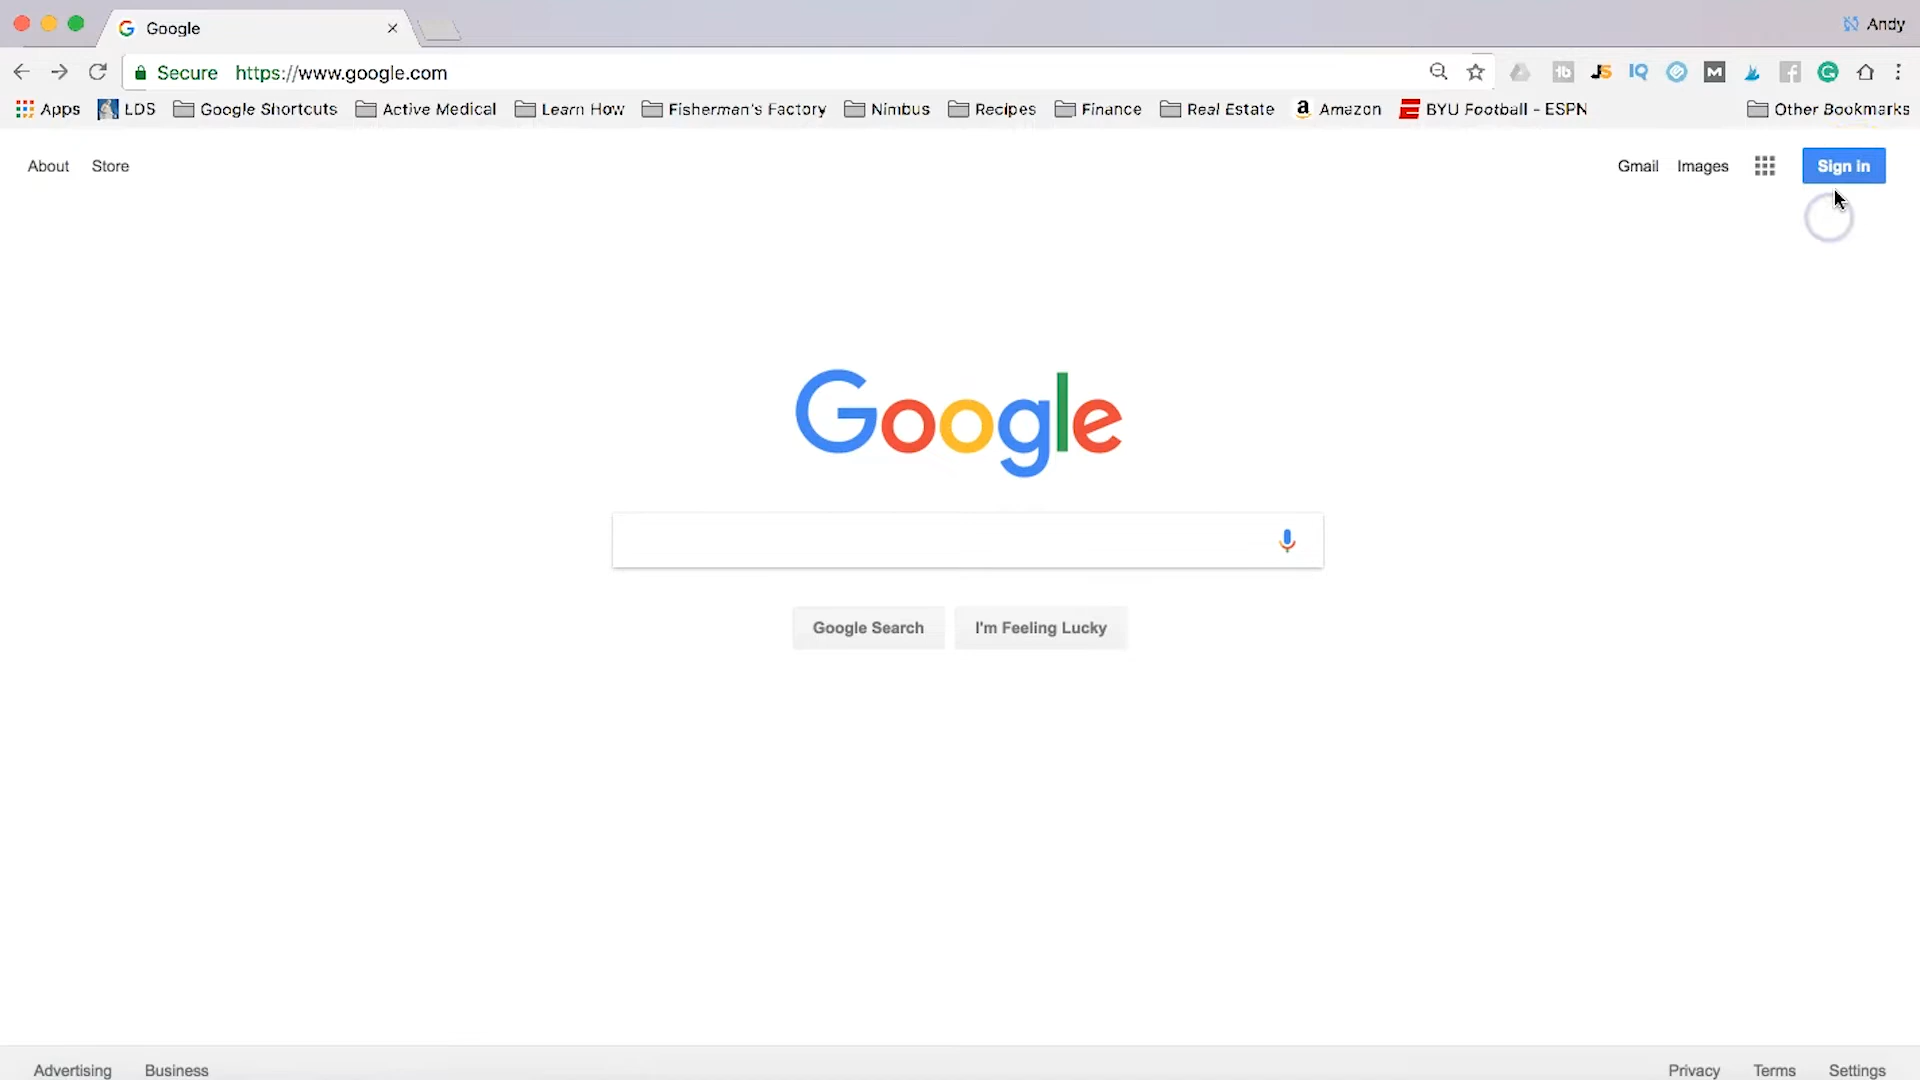 Google
Andy
Secure https://www.google.com
Apps LDS Google Shortcuts Active Medical Learn How Fisherman's Factory Nimbus Recipes Finance Real Estate Amazon BYU Football - ESPN Other Bookmarks
About Store Gmail Images Sign in
Google
Google Search I'm Feeling Lucky
Advertising Business Privacy Terms Settings